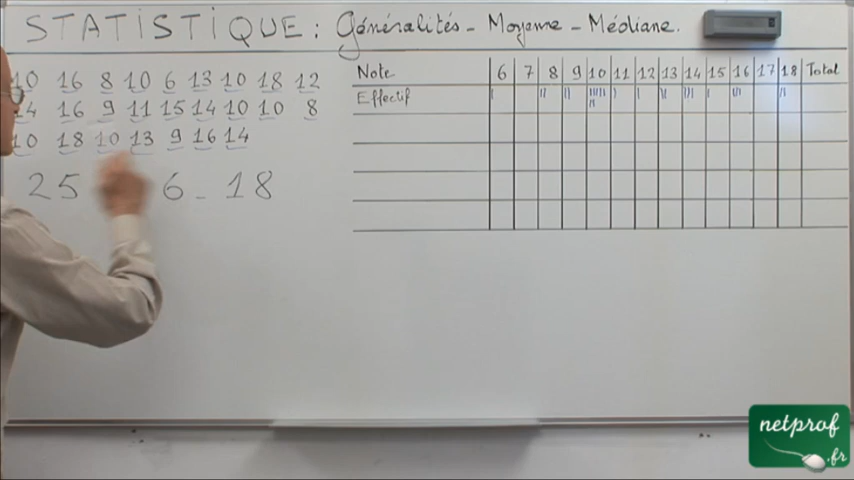 STATISTIQUE : Généralités - Moyenne - Médiane.
10 16 8 10 6 13 10 18 12
14 16 9 11 15 14 10 10 8
10 18 10 13 9 16 14
25 6 - 18
Note 6 7 8 9 10 11 12 13 14 15 16 17 18 Total
Effectif
netprof
.fr